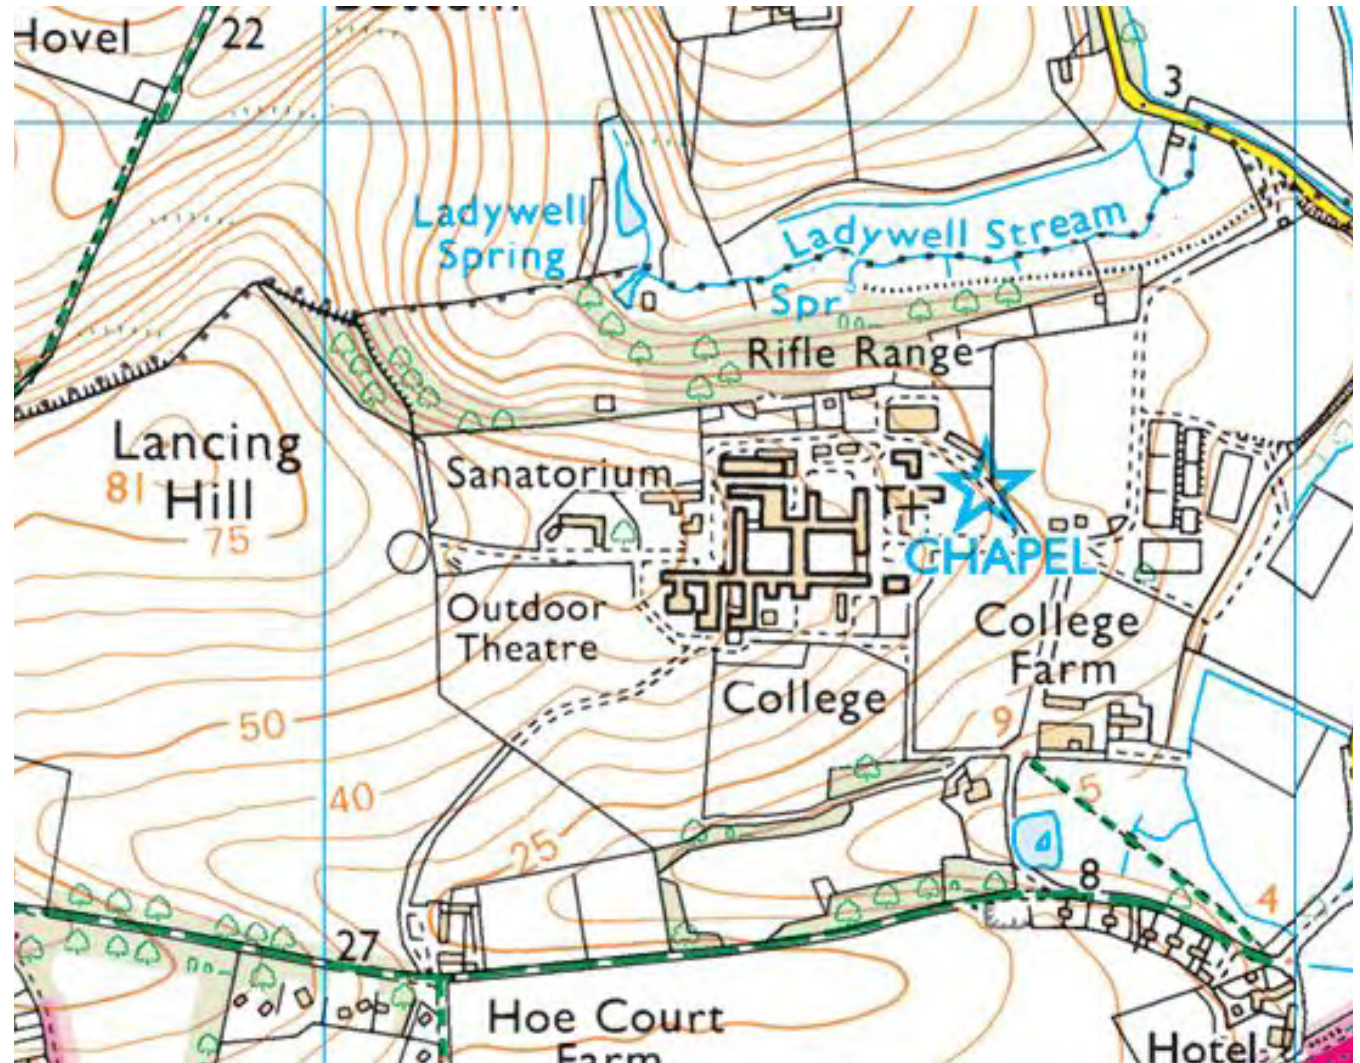 Hovel
22
Bottom
3
Ladywell
Spring
Ladywell Stream
Spr
Rifle Range
Lancing
Hill
81
75
Sanatorium
CHAPEL
Outdoor
Theatre
College
Farm
College
9
50
40
5
25
8
4
27
Hoe Court
Farm
Hotel